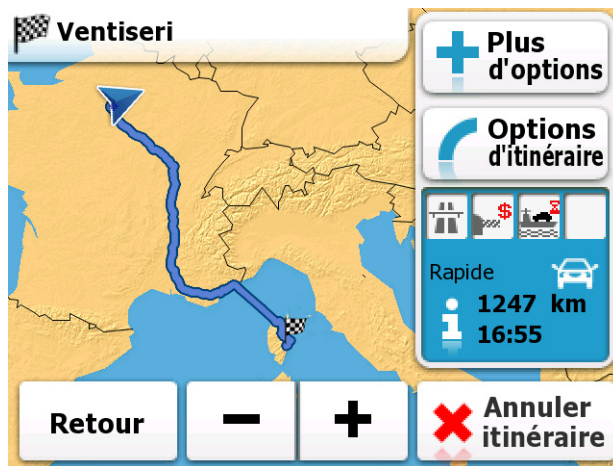 Ventiseri
Plus
d'options
Options
d'itinéraire
$
Rapide
1247 km
16:55
Retour
Annuler
itinéraire